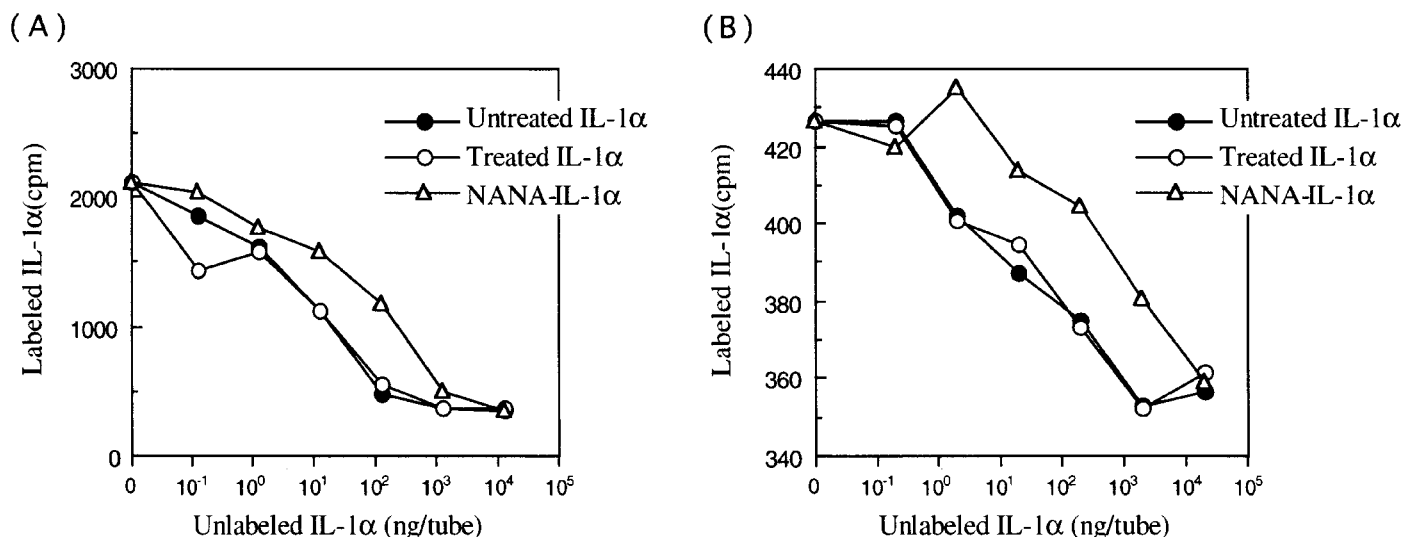 (A)
3000
2000
1000
0
Labeled IL-1α(cpm)
Untreated IL-1α
Treated IL-1α
NANA-IL-1α
0 10⁻¹ 10⁰ 10¹ 10² 10³ 10⁴ 10⁵
Unlabeled IL-1α (ng/tube)
(B)
440
420
400
380
360
340
Labeled IL-1α(cpm)
Untreated IL-1α
Treated IL-1α
NANA-IL-1α
0 10⁻¹ 10⁰ 10¹ 10² 10³ 10⁴ 10⁵
Unlabeled IL-1α (ng/tube)